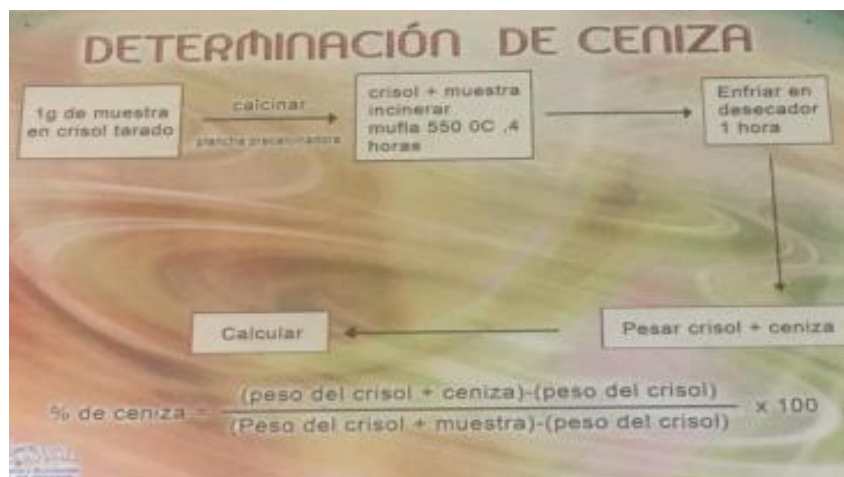 DETERMINACIÓN DE CENIZA
1g de muestra
en crisol tarado
calcinar
plancha precalcinadora
crisol + muestra
incinerar
mufla 550 0C ,4
horas
Enfriar en
desecador
1 hora
Pesar crisol + ceniza
Calcular
% de ceniza = (peso del crisol + ceniza)-(peso del crisol)
(Peso del crisol + muestra)-(peso del crisol)
x 100